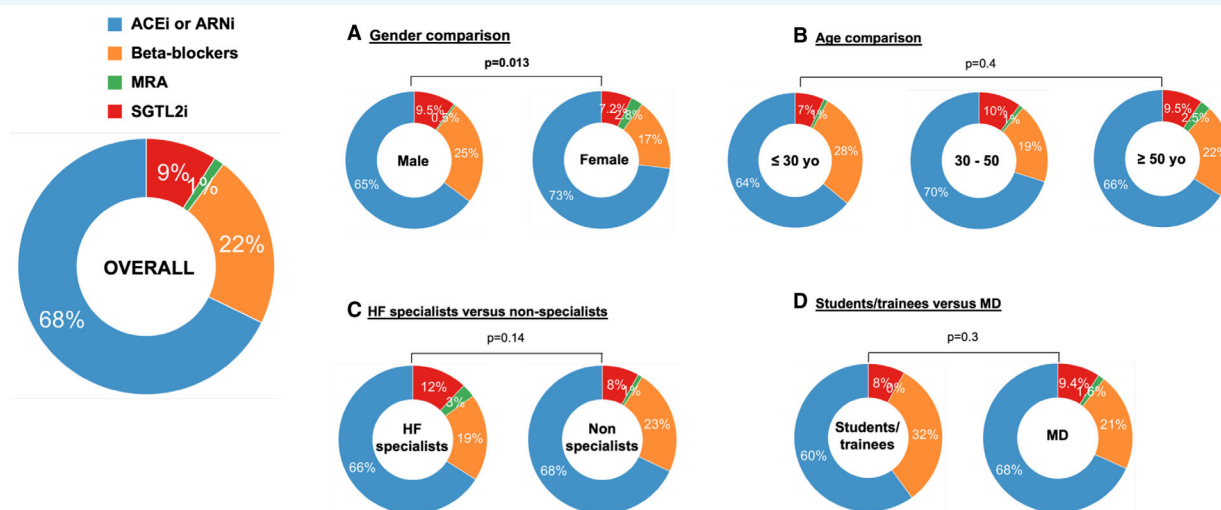 ACEi or ARNi
Beta-blockers
MRA
SGTL2i
9%
1%
22%
OVERALL
68%
A Gender comparison
p=0.013
9.5%
0.5%
25%
Male
65%
7.2%
2.8%
17%
Female
73%
B Age comparison
p=0.4
7%
1%
28%
≤ 30 yo
64%
10%
1%
19%
30 - 50
70%
9.5%
2.5%
22%
≥ 50 yo
66%
C HF specialists versus non-specialists
p=0.14
12%
3%
19%
HF
specialists
66%
8%
1%
23%
Non
specialists
68%
D Students/trainees versus MD
p=0.3
8%
0%
32%
Students/
trainees
60%
9.4%
1.6%
21%
MD
68%